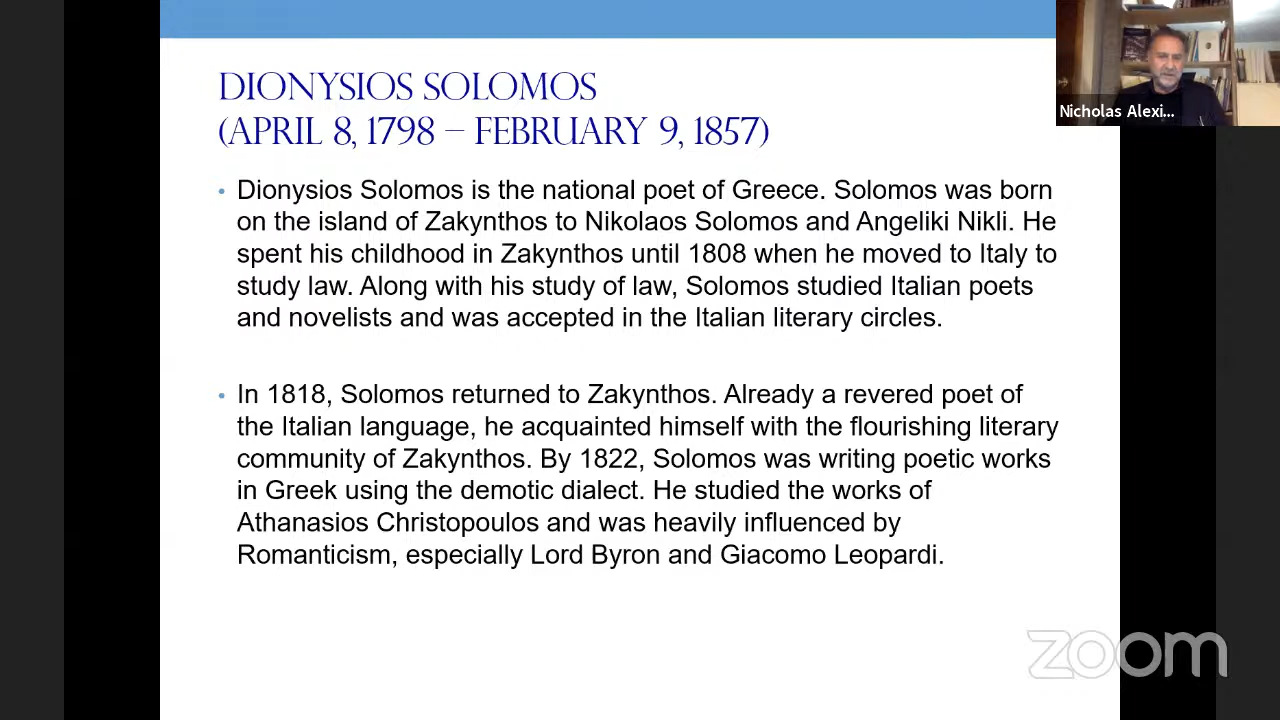 DIONYSIOS SOLOMOS
(APRIL 8, 1798 – FEBRUARY 9, 1857)
• Dionysios Solomos is the national poet of Greece. Solomos was born
on the island of Zakynthos to Nikolaos Solomos and Angeliki Nikli. He
spent his childhood in Zakynthos until 1808 when he moved to Italy to
study law. Along with his study of law, Solomos studied Italian poets
and novelists and was accepted in the Italian literary circles.
• In 1818, Solomos returned to Zakynthos. Already a revered poet of
the Italian language, he acquainted himself with the flourishing literary
community of Zakynthos. By 1822, Solomos was writing poetic works
in Greek using the demotic dialect. He studied the works of
Athanasios Christopoulos and was heavily influenced by
Romanticism, especially Lord Byron and Giacomo Leopardi.
Nicholas Alexi...
zoom